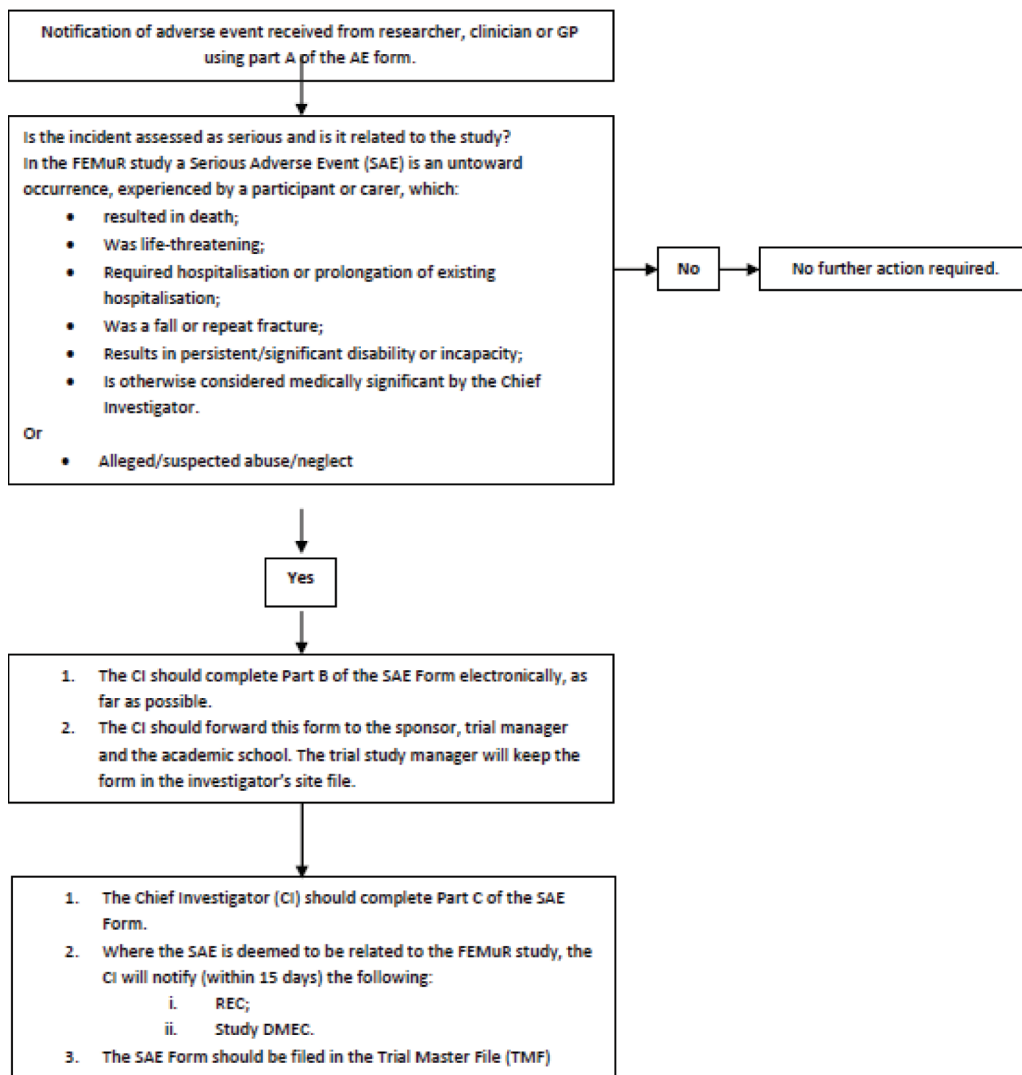 Notification of adverse event received from researcher, clinician or GP
using part A of the AE form.
Is the incident assessed as serious and is it related to the study?
In the FEMuR study a Serious Adverse Event (SAE) is an untoward
occurrence, experienced by a participant or carer, which:
• resulted in death;
• Was life-threatening;
• Required hospitalisation or prolongation of existing
hospitalisation;
• Was a fall or repeat fracture;
• Results in persistent/significant disability or incapacity;
• Is otherwise considered medically significant by the Chief
Investigator.
Or
• Alleged/suspected abuse/neglect
No
No further action required.
Yes
1. The CI should complete Part B of the SAE Form electronically, as
far as possible.
2. The CI should forward this form to the sponsor, trial manager
and the academic school. The trial study manager will keep the
form in the investigator's site file.
1. The Chief Investigator (CI) should complete Part C of the SAE
Form.
2. Where the SAE is deemed to be related to the FEMuR study, the
CI will notify (within 15 days) the following:
i. REC;
ii. Study DMEC.
3. The SAE Form should be filed in the Trial Master File (TMF)